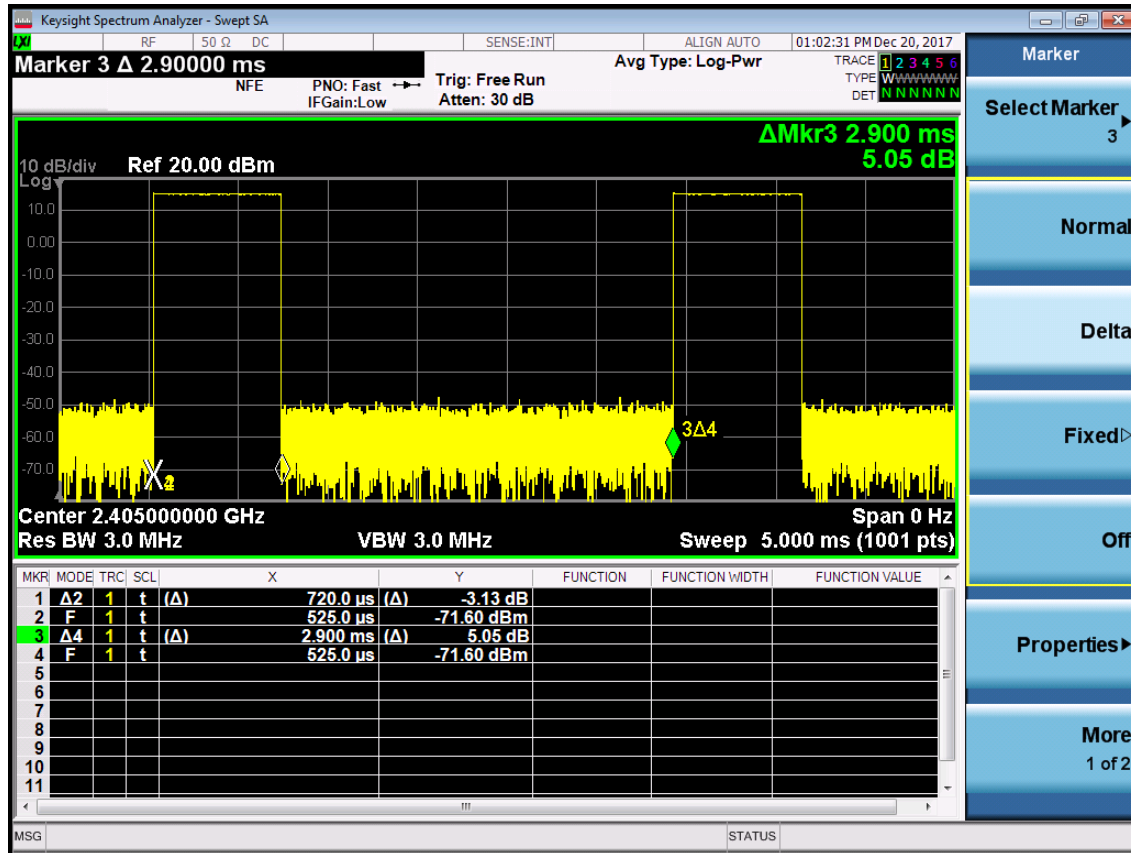 Keysight Spectrum Analyzer - Swept SA
LXI RF 50 Ω DC SENSE:INT ALIGN AUTO 01:02:31 PM Dec 20, 2017
Marker 3 Δ 2.90000 ms
NFE
PNO: Fast
IFGain:Low
Trig: Free Run
Atten: 30 dB
Avg Type: Log-Pwr
TRACE 1 2 3 4 5 6
TYPE WWWWWWW
DET N N N N N N
ΔMkr3 2.900 ms
5.05 dB
10 dB/div Ref 20.00 dBm
Log
10.0
0.00
-10.0
-20.0
-30.0
-40.0
-50.0
-60.0
-70.0
3Δ4
Center 2.405000000 GHz Span 0 Hz
Res BW 3.0 MHz VBW 3.0 MHz Sweep 5.000 ms (1001 pts)
MKR MODE TRC SCL X Y FUNCTION FUNCTION WIDTH FUNCTION VALUE
1 Δ2 1 t (Δ) 720.0 µs (Δ) -3.13 dB
2 F 1 t 525.0 µs -71.60 dBm
3 Δ4 1 t (Δ) 2.900 ms (Δ) 5.05 dB
4 F 1 t 525.0 µs -71.60 dBm
5
6
7
8
9
10
11
MSG STATUS
Marker
Select Marker
3
Normal
Delta
Fixed
Off
Properties
More
1 of 2